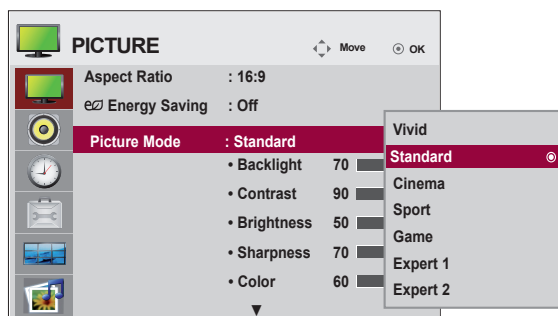 PICTURE Move OK
Aspect Ratio : 16:9
Energy Saving : Off
Picture Mode : Standard
• Backlight 70
• Contrast 90
• Brightness 50
• Sharpness 70
• Color 60
Vivid
Standard
Cinema
Sport
Game
Expert 1
Expert 2